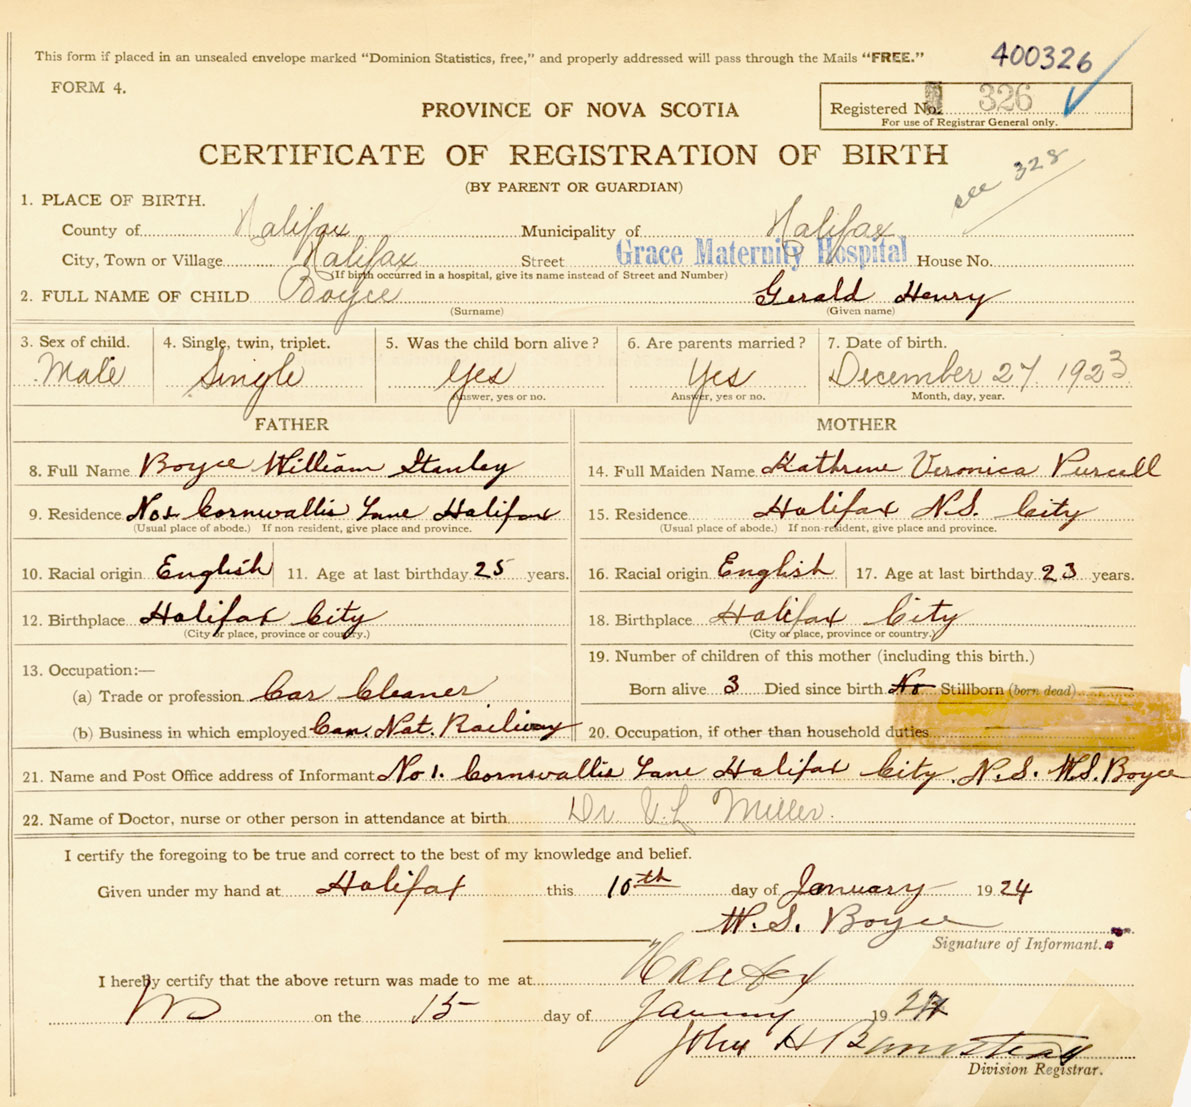 This form if placed in an unsealed envelope marked "Dominion Statistics, free," and properly addressed will pass through the Mails "FREE."
400326
FORM 4.
PROVINCE OF NOVA SCOTIA
Registered No. 326
For use of Registrar General only.
CERTIFICATE OF REGISTRATION OF BIRTH
see 328
(BY PARENT OR GUARDIAN)
1. PLACE OF BIRTH.
County of Halifax Municipality of Halifax
City, Town or Village Halifax Street Grace Maternity Hospital House No.
(If birth occurred in a hospital, give its name instead of Street and Number)
2. FULL NAME OF CHILD Boyce Gerald Henry
(Surname) (Given name)
3. Sex of child. 4. Single, twin, triplet. 5. Was the child born alive? 6. Are parents married? 7. Date of birth.
Male Single Yes Yes December 27 1923
Answer, yes or no. Answer, yes or no. Month, day, year.
FATHER MOTHER
8. Full Name Boyce William Stanley 14. Full Maiden Name Kathrine Veronica Purcell
9. Residence No 1 Cornwallis Lane Halifax 15. Residence Halifax N.S. City
(Usual place of abode.) If non resident, give place and province. (Usual place of abode.) If non-resident, give place and province.
10. Racial origin English 11. Age at last birthday 25 years. 16. Racial origin English 17. Age at last birthday 23 years.
12. Birthplace Halifax City 18. Birthplace Halifax City
(City or place, province or country.) (City or place, province or country.)
13. Occupation:— 19. Number of children of this mother (including this birth.)
(a) Trade or profession Car Cleaner Born alive 3 Died since birth No Stillborn (born dead) —
(b) Business in which employed Can. Nat. Railway 20. Occupation, if other than household duties
21. Name and Post Office address of Informant No 1. Cornwallis Lane Halifax City. N.S. W.S. Boyce
22. Name of Doctor, nurse or other person in attendance at birth Dr V.L Miller.
I certify the foregoing to be true and correct to the best of my knowledge and belief.
Given under my hand at Halifax this 10th day of January 1924
W. S. Boyce
Signature of Informant.
I hereby certify that the above return was made to me at Halifax
NS on the 15 day of January 1924
John H Barnstead
Division Registrar.